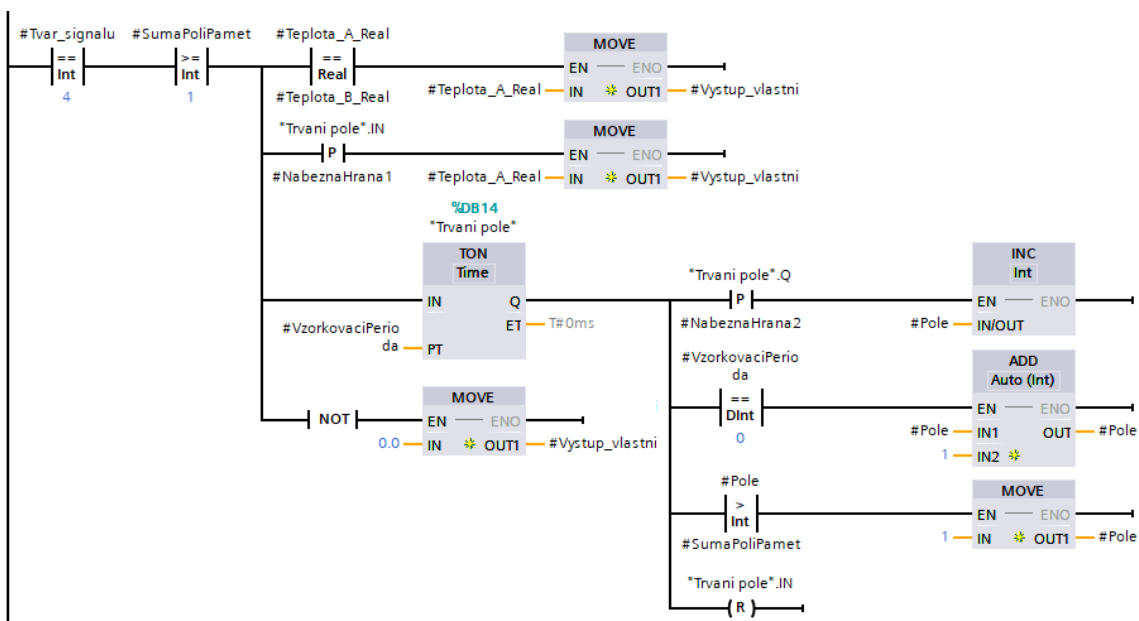 #Tvar_signalu #SumaPoliPamet #Teplota_A_Real
== >= ==
Int Int Real
4 1 #Teplota_B_Real
MOVE
EN ENO
#Teplota_A_Real IN OUT1 #Vystup_vlastni
"Trvani pole".IN
P
#NabeznaHrana1
MOVE
EN ENO
#Teplota_A_Real IN OUT1 #Vystup_vlastni
%DB14
"Trvani pole"
TON
Time
IN Q
ET T#0ms
#VzorkovaciPerio
da PT
NOT
MOVE
EN ENO
0.0 IN OUT1 #Vystup_vlastni
"Trvani pole".Q
P
#NabeznaHrana2
INC
Int
EN ENO
#Pole IN/OUT
#VzorkovaciPerio
da
==
DInt
0
ADD
Auto (Int)
EN ENO
#Pole IN1 OUT #Pole
1 IN2
#Pole
>
Int
#SumaPoliPamet
MOVE
EN ENO
1 IN OUT1 #Pole
"Trvani pole".IN
R